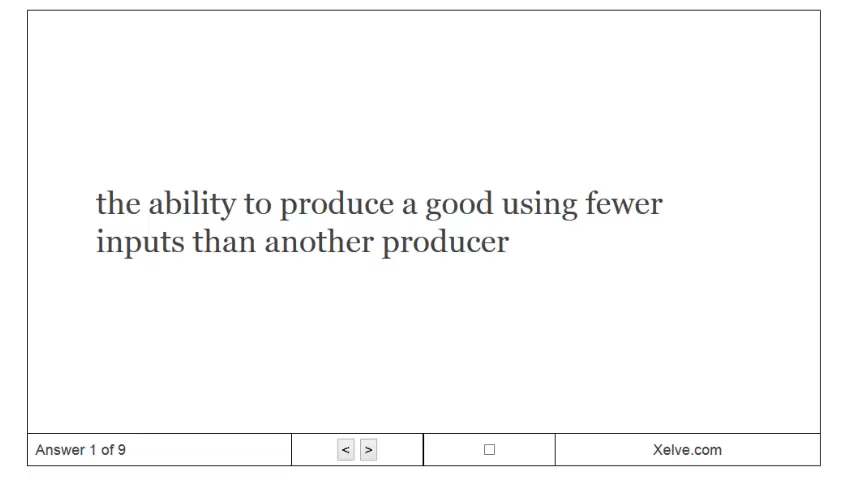 the ability to produce a good using fewer
inputs than another producer
Answer 1 of 9
< >
Xelve.com